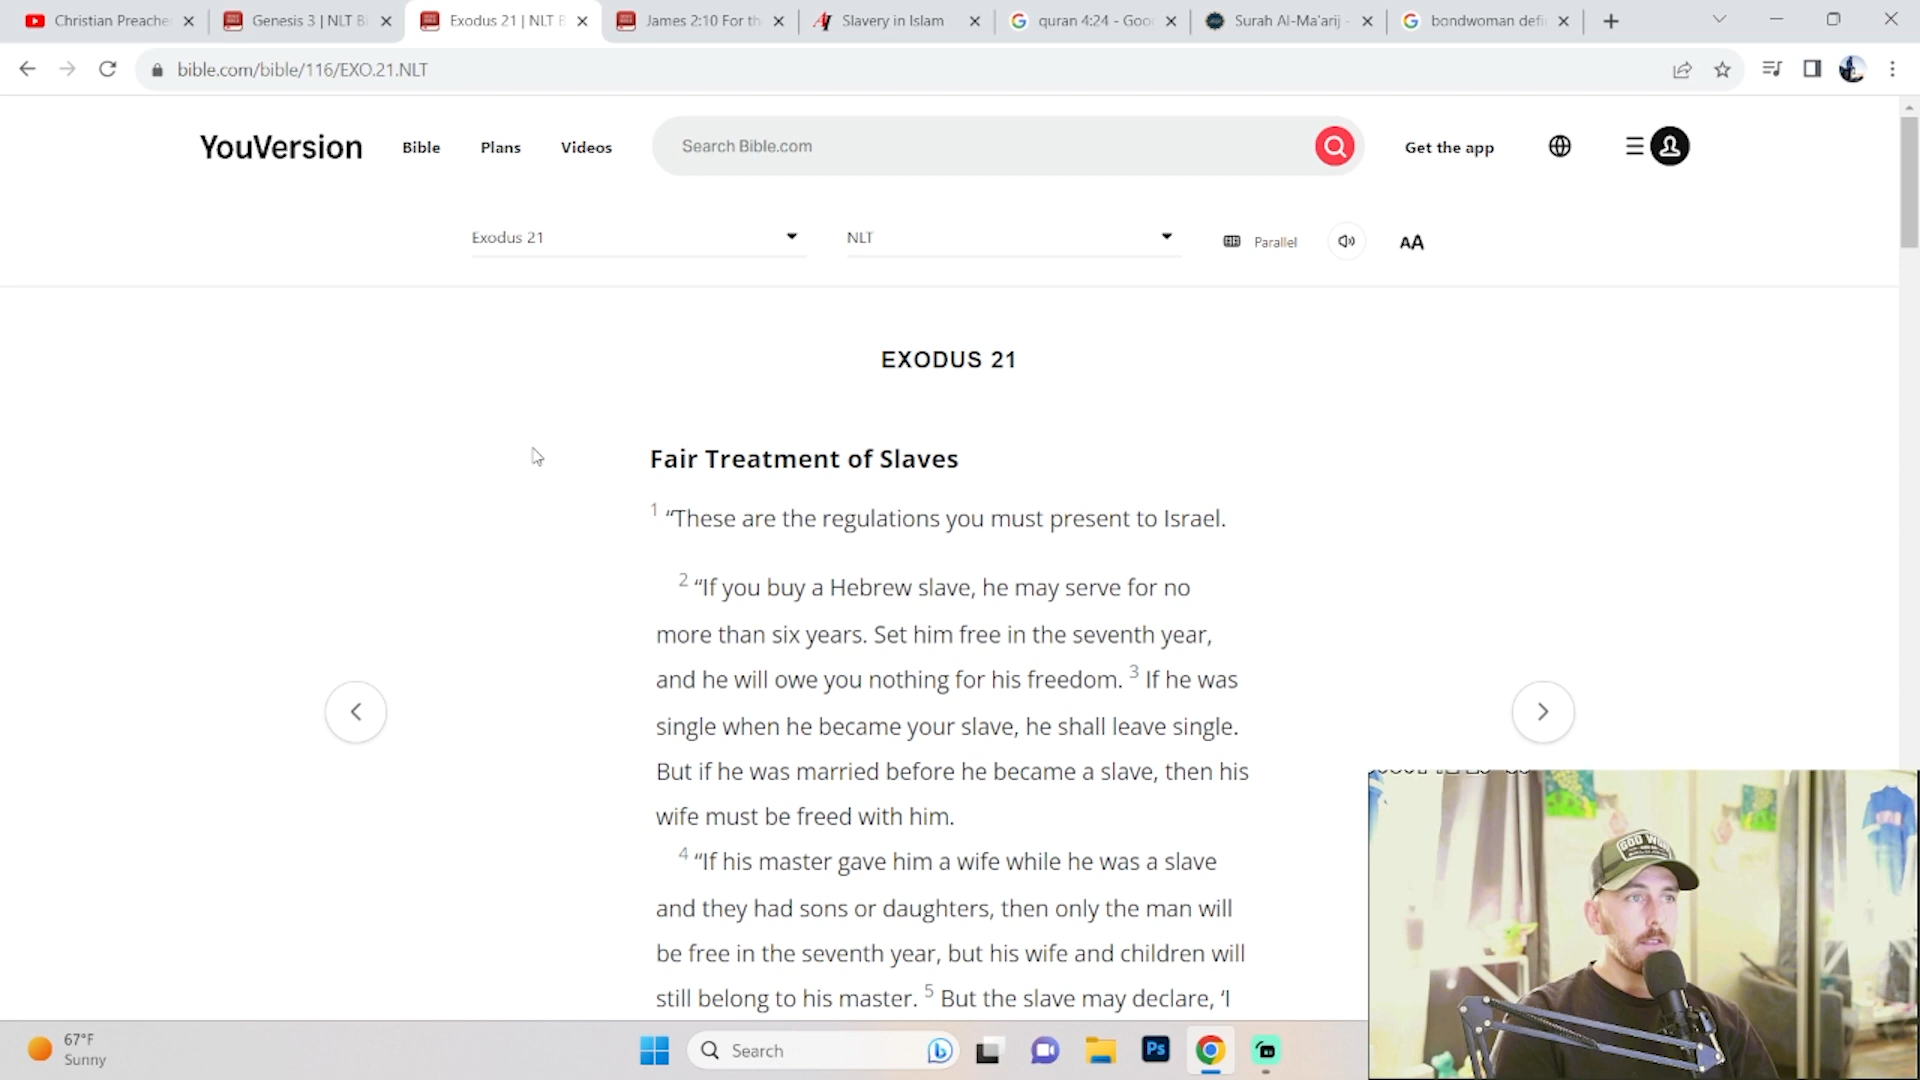 Christian Preache
Genesis 3 | NLT Bi
Exodus 21 | NLT B
James 2:10 For th
Slavery in Islam
quran 4:24 - Goo
Surah Al-Ma'arij -
bondwoman defi
bible.com/bible/116/EXO.21.NLT
YouVersion
Bible
Plans
Videos
Search Bible.com
Get the app
Exodus 21
NLT
Parallel
AA
EXODUS 21
Fair Treatment of Slaves
1 “These are the regulations you must present to Israel.
2 “If you buy a Hebrew slave, he may serve for no
more than six years. Set him free in the seventh year,
and he will owe you nothing for his freedom. 3 If he was
single when he became your slave, he shall leave single.
But if he was married before he became a slave, then his
wife must be freed with him.
4 “If his master gave him a wife while he was a slave
and they had sons or daughters, then only the man will
be free in the seventh year, but his wife and children will
still belong to his master. 5 But the slave may declare, ‘I
GOD WON
67°F
Sunny
Search
Ps